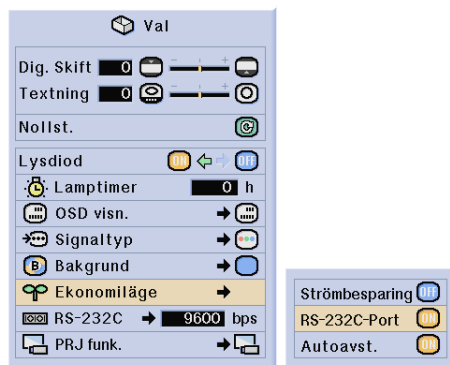 Val
Dig. Skift 0
Textning 0
Nollst.
Lysdiod ON OFF
Lamptimer 0 h
OSD visn.
Signaltyp
B Bakgrund
Ekonomiläge
RS-232C 9600 bps
PRJ funk.
Strömbesparing OFF
RS-232C-Port ON
Autoavst. ON